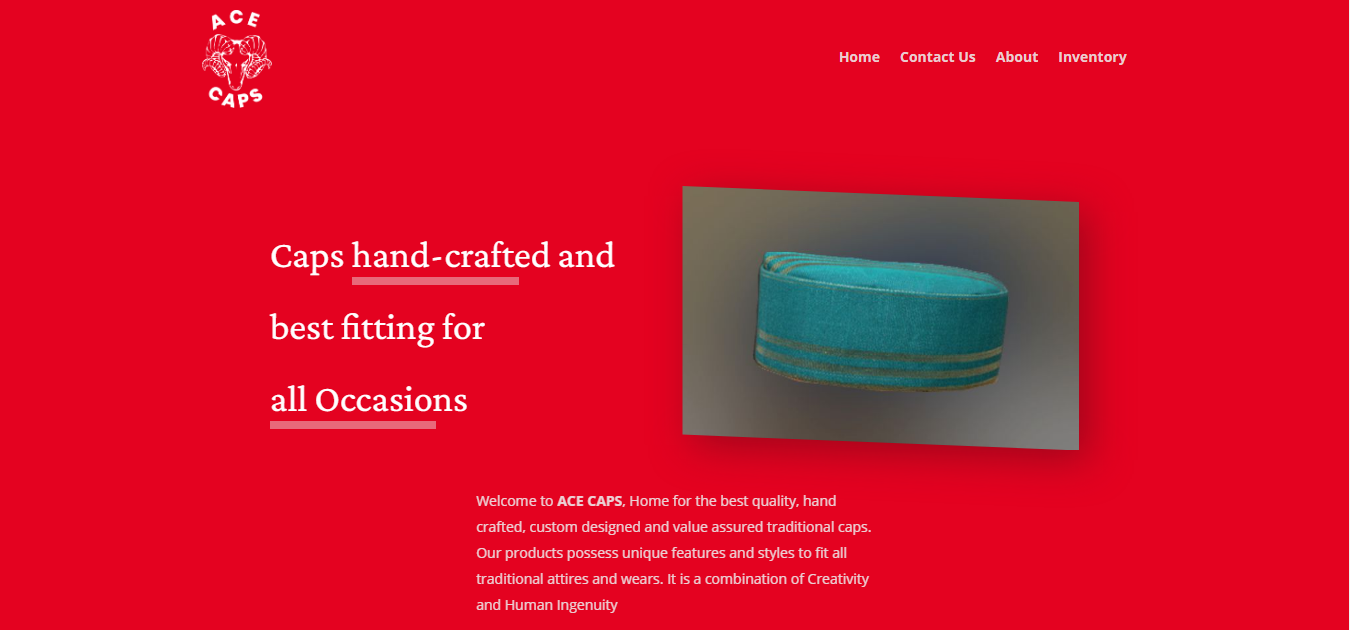 ACE
CAPS
Home Contact Us About Inventory
Caps hand-crafted and
best fitting for
all Occasions
Welcome to ACE CAPS, Home for the best quality, hand
crafted, custom designed and value assured traditional caps.
Our products possess unique features and styles to fit all
traditional attires and wears. It is a combination of Creativity
and Human Ingenuity